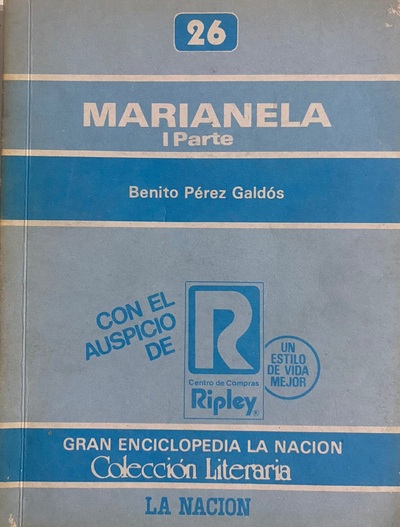 26
MARIANELA
I Parte
Benito Pérez Galdós
CON EL
AUSPICIO
DE
R
Centro de Compras
Ripley
UN
ESTILO
DE VIDA
MEJOR
GRAN ENCICLOPEDIA LA NACION
Colección Literaria
LA NACION